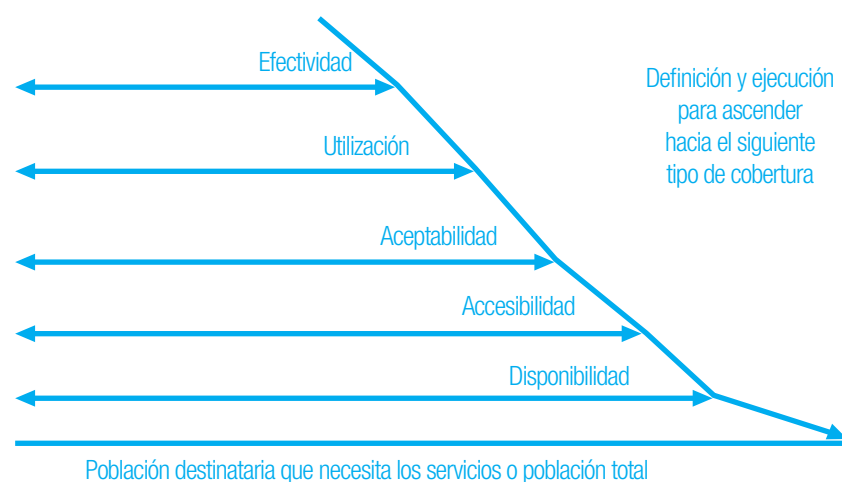 Efectividad
Definición y ejecución
para ascender
hacia el siguiente
tipo de cobertura
Utilización
Aceptabilidad
Accesibilidad
Disponibilidad
Población destinataria que necesita los servicios o población total